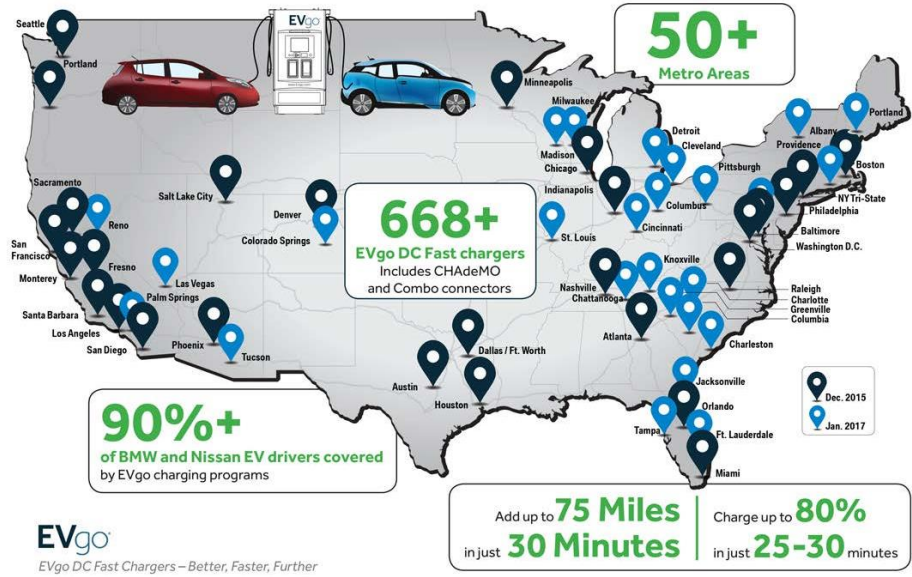 EVgo
50+
Metro Areas
Seattle
Portland
Minneapolis
Milwaukee
Madison
Chicago
Detroit
Cleveland
Albany
Portland
Providence
Boston
Pittsburgh
NY Tri-State
Philadelphia
Baltimore
Washington D.C.
Sacramento
Reno
Salt Lake City
Denver
Colorado Springs
668+
EVgo DC Fast chargers
Includes CHAdeMO
and Combo connectors
Indianapolis
Columbus
Cincinnati
St. Louis
San
Francisco
Monterey
Fresno
Las Vegas
Palm Springs
Santa Barbara
Los Angeles
San Diego
Phoenix
Tucson
Knoxville
Nashville
Chattanooga
Raleigh
Charlotte
Greenville
Columbia
Atlanta
Charleston
Dallas / Ft. Worth
Austin
Houston
Jacksonville
Orlando
Tampa
Ft. Lauderdale
Miami
Dec. 2015
Jan. 2017
90%+
of BMW and Nissan EV drivers covered
by EVgo charging programs
Add up to 75 Miles
in just 30 Minutes
Charge up to 80%
in just 25-30 minutes
EVgo
EVgo DC Fast Chargers – Better, Faster, Further